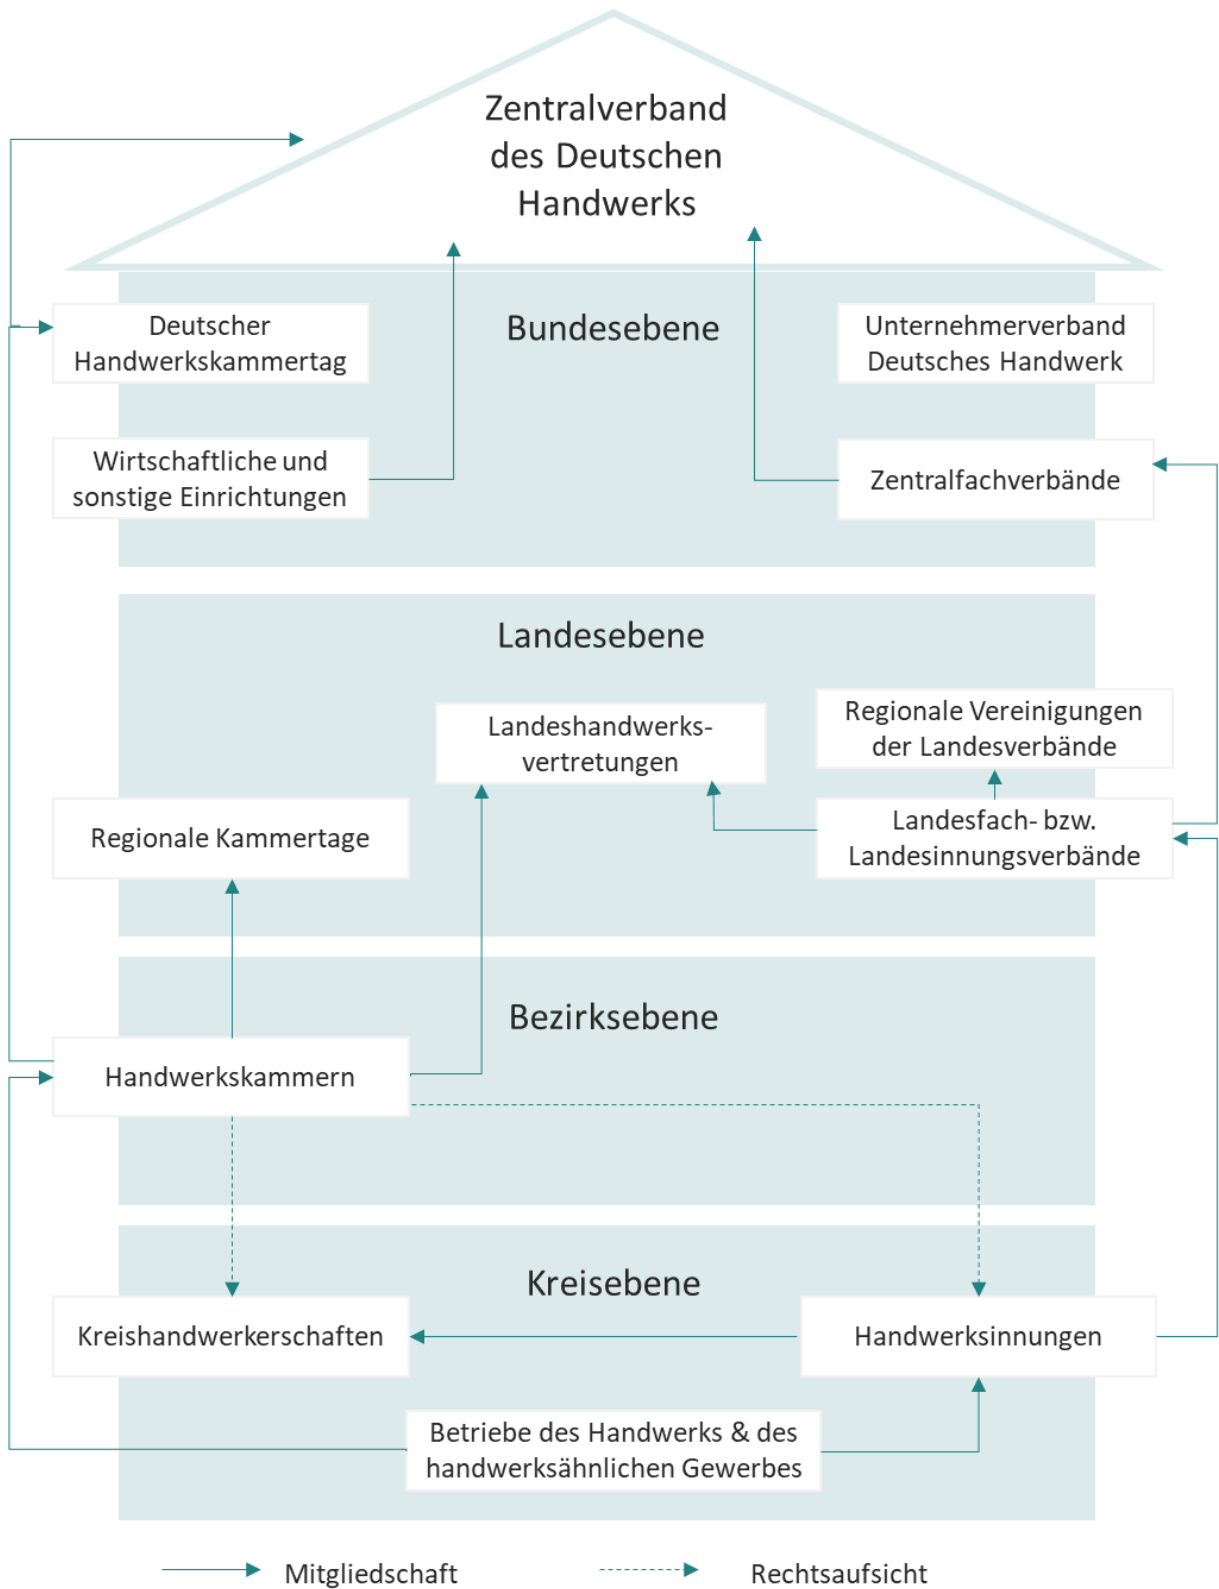 Zentralverband
des Deutschen
Handwerks
Bundesebene
Deutscher
Handwerkskammertag
Unternehmerverband
Deutsches Handwerk
Wirtschaftliche und
sonstige Einrichtungen
Zentralfachverbände
Landesebene
Landeshandwerks-
vertretungen
Regionale Vereinigungen
der Landesverbände
Regionale Kammertage
Landesfach- bzw.
Landesinnungsverbände
Bezirksebene
Handwerkskammern
Kreisebene
Kreishandwerkerschaften
Handwerksinnungen
Betriebe des Handwerks & des
handwerksähnlichen Gewerbes
Mitgliedschaft
Rechtsaufsicht